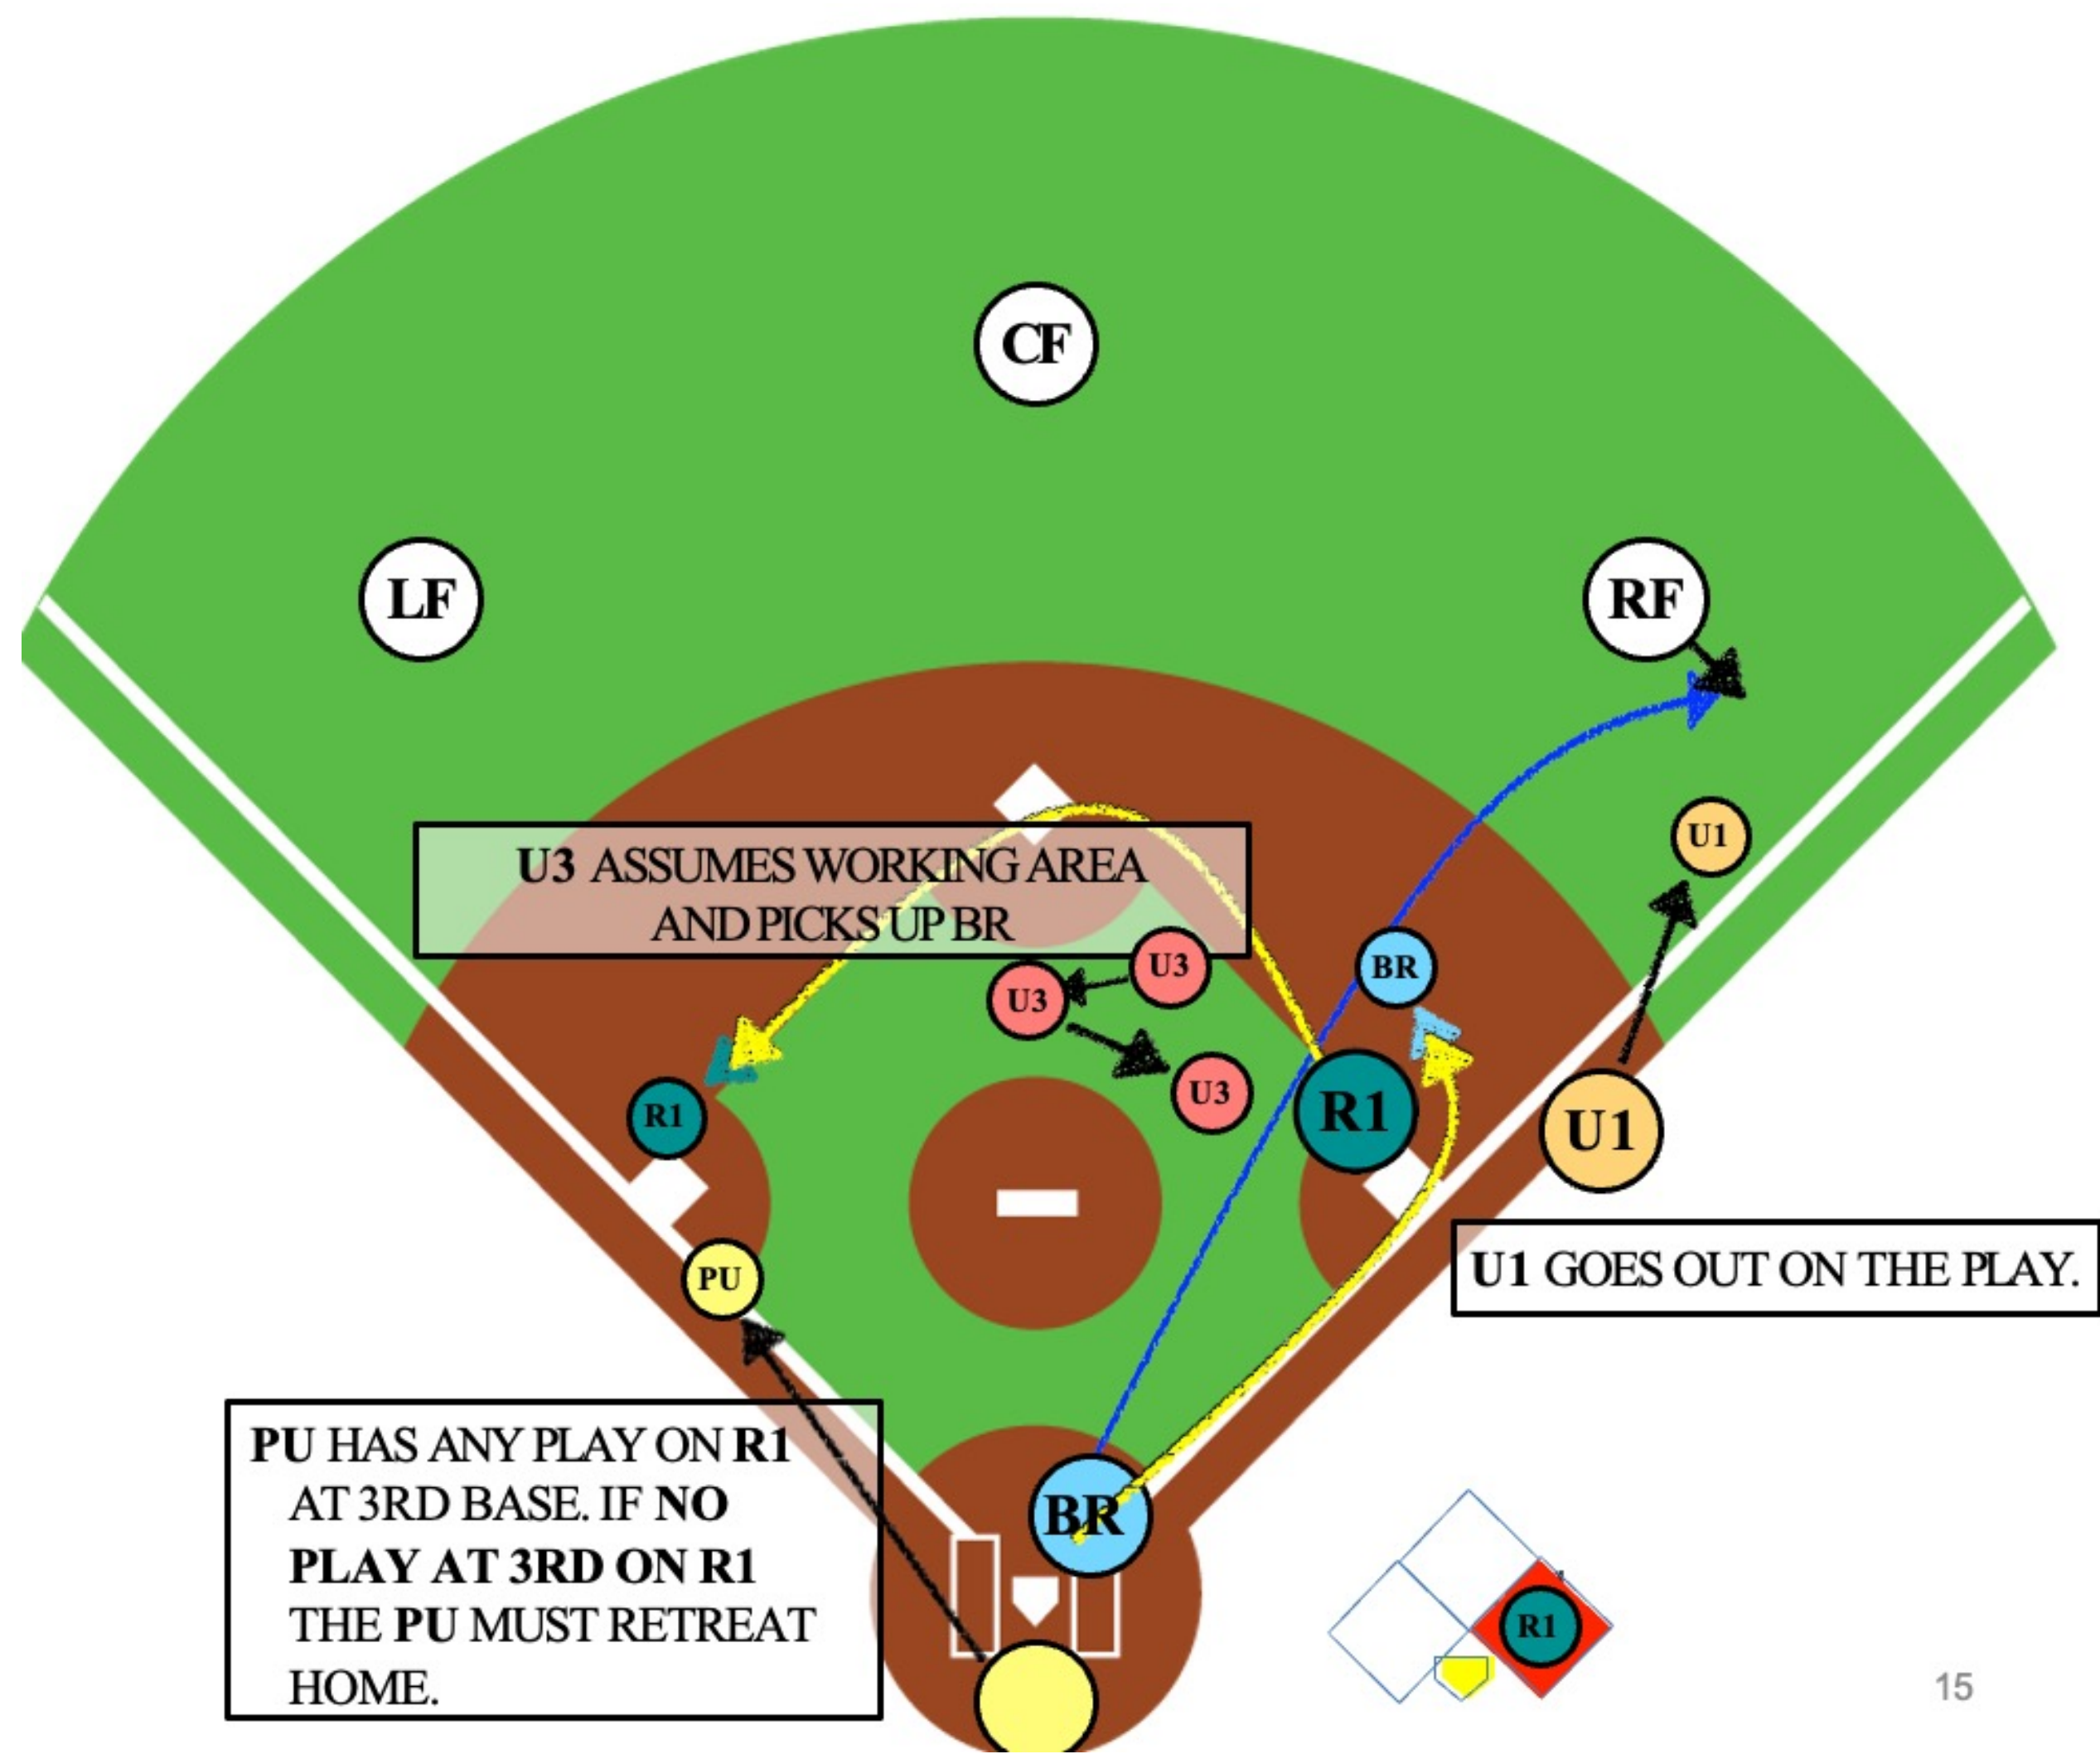 CF
LF
RF
U1
U3 ASSUMES WORKING AREA
AND PICKS UP BR
U3
U3
BR
U3
R1
R1
U1
PU
U1 GOES OUT ON THE PLAY.
PU HAS ANY PLAY ON R1
AT 3RD BASE. IF NO
PLAY AT 3RD ON R1
THE PU MUST RETREAT
HOME.
BR
R1
15